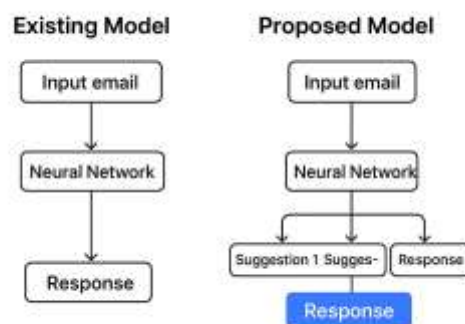 Existing Model
Input email
Neural Network
Response
Proposed Model
Input email
Neural Network
Suggestion 1 Sugges-
Response
Response